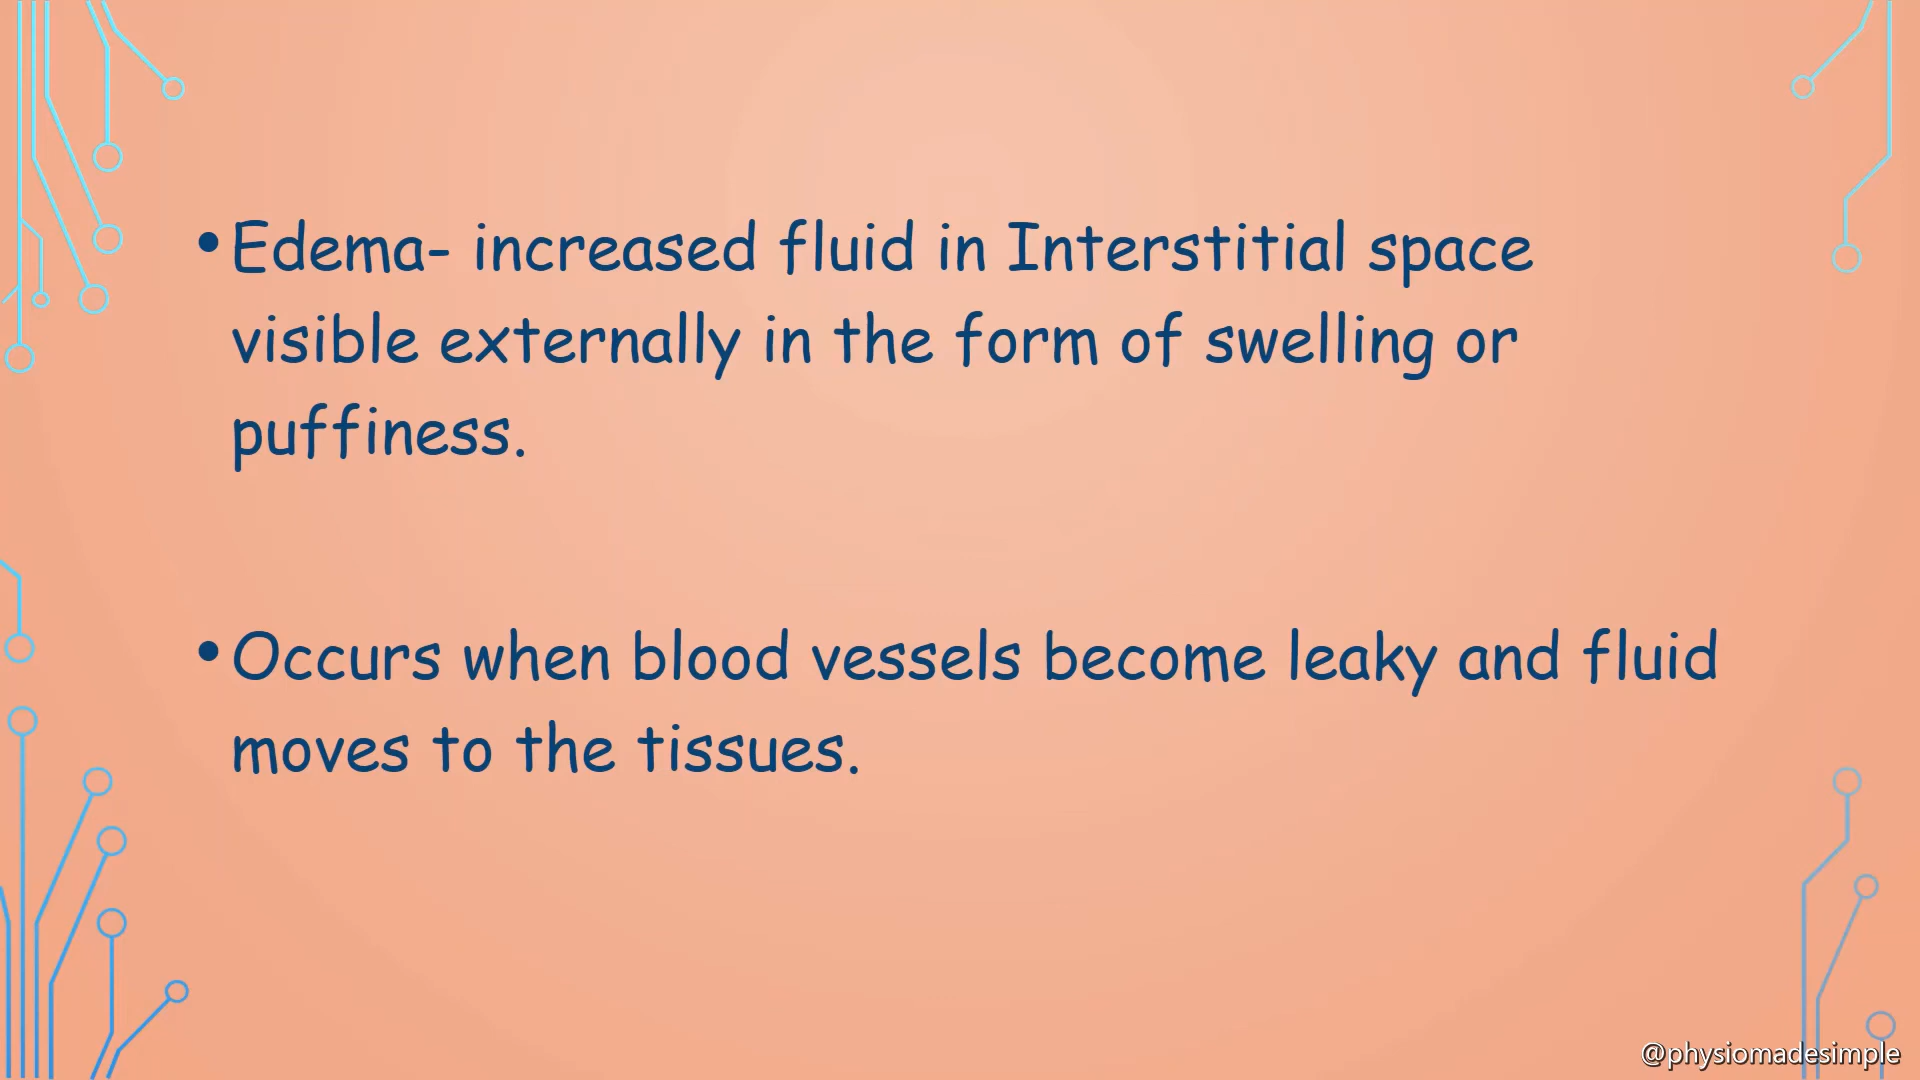 •Edema- increased fluid in Interstitial space
visible externally in the form of swelling or
puffiness.
•Occurs when blood vessels become leaky and fluid
moves to the tissues.
@physiomadesimple